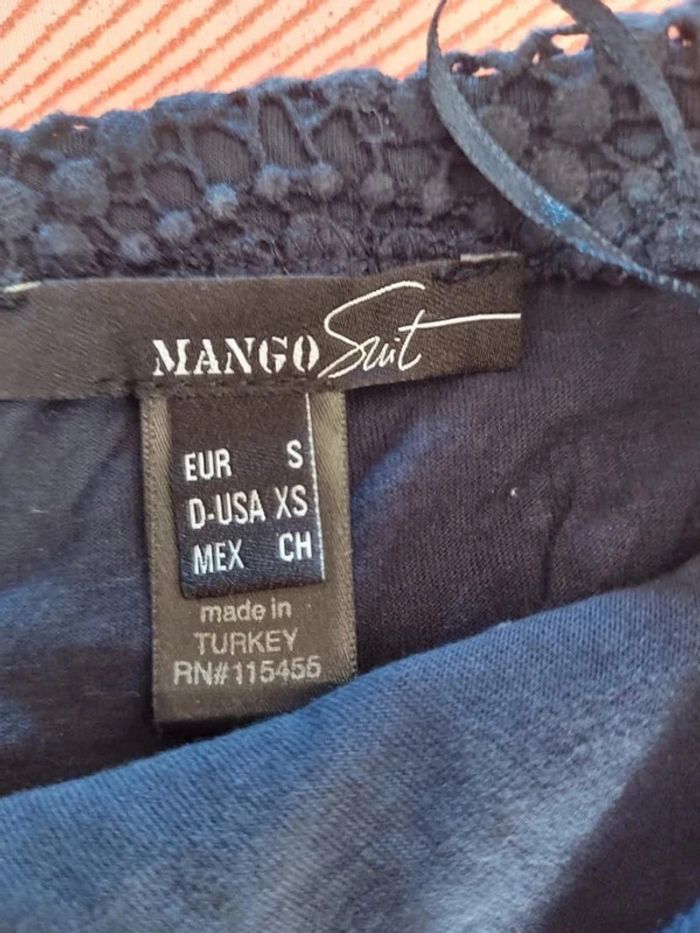 MANGO Suit
EUR S
D-USA XS
MEX CH
made in
TURKEY
RN#115455